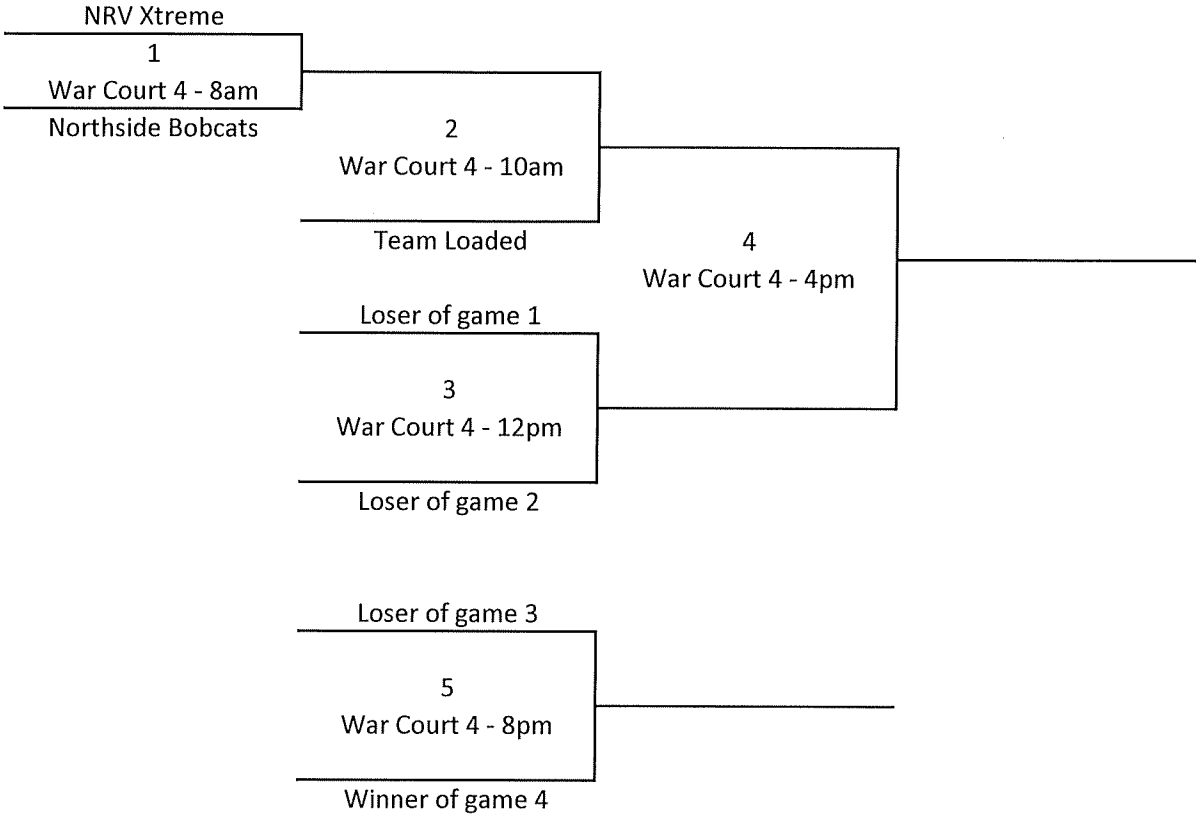 NRV Xtreme
1
War Court 4 - 8am
Northside Bobcats
2
War Court 4 - 10am
Team Loaded
4
War Court 4 - 4pm
Loser of game 1
3
War Court 4 - 12pm
Loser of game 2
Loser of game 3
5
War Court 4 - 8pm
Winner of game 4